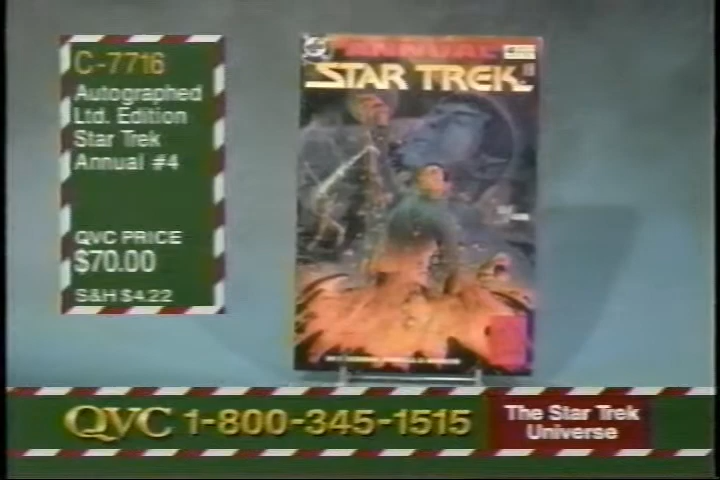 C-7716
Autographed
Ltd. Edition
Star Trek
Annual #4
QVC PRICE
$70.00
S&H $4.22
ANNUAL
STAR TREK
QVC 1-800-345-1515
The Star Trek
Universe